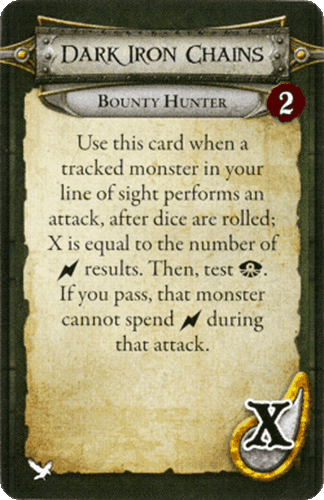 Dark Iron Chains
Bounty Hunter
2
Use this card when a
tracked monster in your
line of sight performs an
attack, after dice are rolled;
X is equal to the number of
results. Then, test .
If you pass, that monster
cannot spend during
that attack.
X